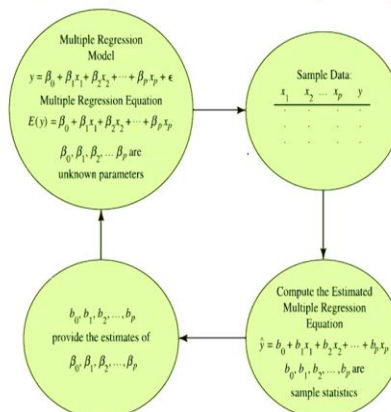 Multiple Regression
Model
y = β₀ + β₁x₁ + β₂x₂ + ··· + βₚxₚ + ϵ
Multiple Regression Equation
E(y) = β₀ + β₁x₁ + β₂x₂ + ··· + βₚxₚ
β₀, β₁, β₂, ... βₚ are
unknown parameters
Sample Data:
x₁ x₂ ... xₚ y
. . . .
. . . .
. . . .
Compute the Estimated
Multiple Regression
Equation
ŷ = b₀ + b₁x₁ + b₂x₂ + ··· + bₚxₚ
b₀, b₁, b₂, ..., bₚ are
sample statistics
b₀, b₁, b₂, ..., bₚ
provide the estimates of
β₀, β₁, β₂, ..., βₚ